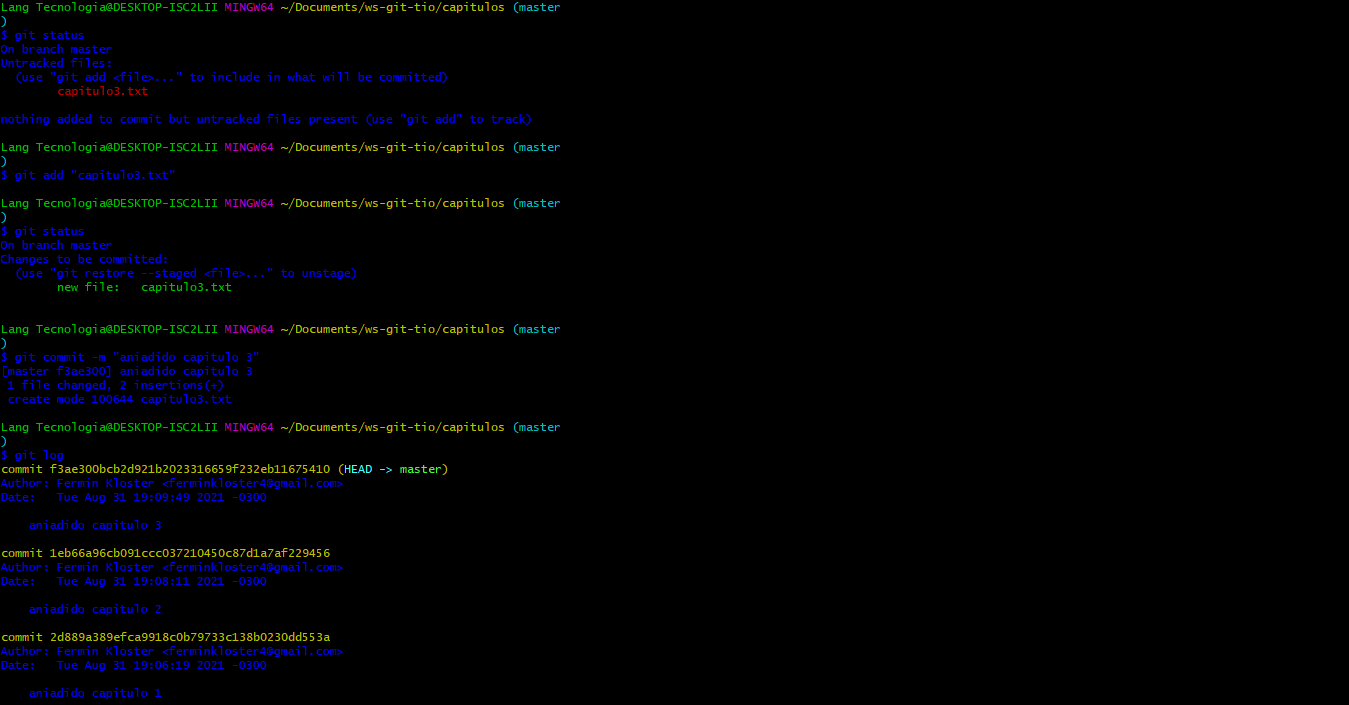 Lang Tecnologia@DESKTOP-ISC2LII MINGW64 ~/Documents/ws-git-tio/capitulos (master
)
$ git status
On branch master
Untracked files:
  (use "git add <file>..." to include in what will be committed)
        capitulo3.txt

nothing added to commit but untracked files present (use "git add" to track)

Lang Tecnologia@DESKTOP-ISC2LII MINGW64 ~/Documents/ws-git-tio/capitulos (master
)
$ git add "capitulo3.txt"

Lang Tecnologia@DESKTOP-ISC2LII MINGW64 ~/Documents/ws-git-tio/capitulos (master
)
$ git status
On branch master
Changes to be committed:
  (use "git restore --staged <file>..." to unstage)
        new file:   capitulo3.txt


Lang Tecnologia@DESKTOP-ISC2LII MINGW64 ~/Documents/ws-git-tio/capitulos (master
)
$ git commit -m "aniadido capitulo 3"
[master f3ae300] aniadido capitulo 3
 1 file changed, 2 insertions(+)
 create mode 100644 capitulo3.txt

Lang Tecnologia@DESKTOP-ISC2LII MINGW64 ~/Documents/ws-git-tio/capitulos (master
)
$ git log
commit f3ae300bcb2d921b2023316659f232eb11675410 (HEAD -> master)
Author: Fermin Kloster <ferminkloster4@gmail.com>
Date:   Tue Aug 31 19:09:49 2021 -0300

    aniadido capitulo 3

commit 1eb66a96cb091ccc037210450c87d1a7af229456
Author: Fermin Kloster <ferminkloster4@gmail.com>
Date:   Tue Aug 31 19:08:11 2021 -0300

    aniadido capitulo 2

commit 2d889a389efca9918c0b79733c138b0230dd553a
Author: Fermin Kloster <ferminkloster4@gmail.com>
Date:   Tue Aug 31 19:06:19 2021 -0300

    aniadido capitulo 1